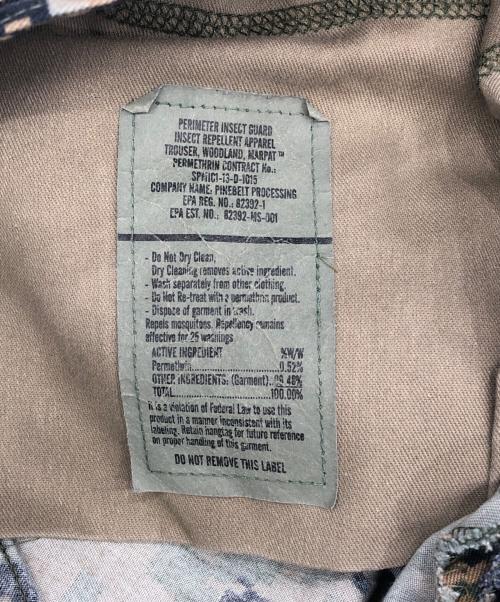 PERIMETER INSECT GUARD
INSECT REPELLENT APPAREL
TROUSER, WOODLAND, MARPAT™
PERMETHRIN CONTRACT No.:
SPM1C1-13-D-1015
COMPANY NAME: PINEBELT PROCESSING
EPA REG. NO.: 82392-1
EPA EST. NO.: 82392-MS-001
- Do Not Dry Clean,
Dry Cleaning removes active ingredient.
- Wash separately from other clothing.
- Do Not Re-treat with a permethrin product.
- Dispose of garment in trash.
Repels mosquitoes. Repellency remains
effective for 25 washings.
ACTIVE INGREDIENT %W/W
Permethrin 0.52%
OTHER INGREDIENTS: (Garment) 99.48%
TOTAL 100.00%
It is a violation of Federal Law to use this
product in a manner inconsistent with its
labeling. Retain hangtag for future reference
on proper handling of this garment.
DO NOT REMOVE THIS LABEL